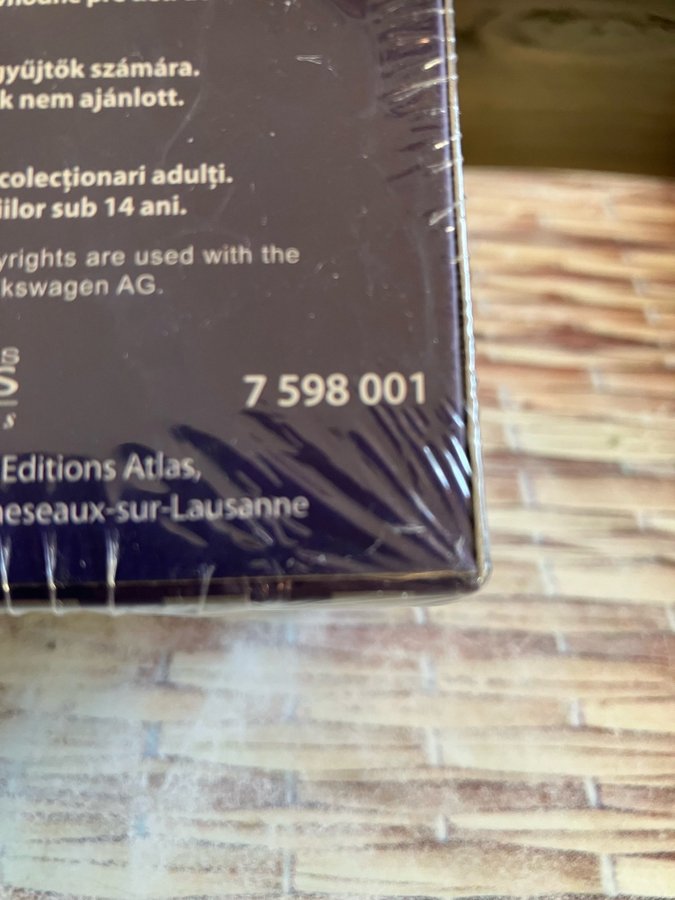 gyűjtők számára.
k nem ajánlott.
colecționari adulți.
iilor sub 14 ani.
yrights are used with the
kswagen AG.
S
S
s
7 598 001
Editions Atlas,
heseaux-sur-Lausanne